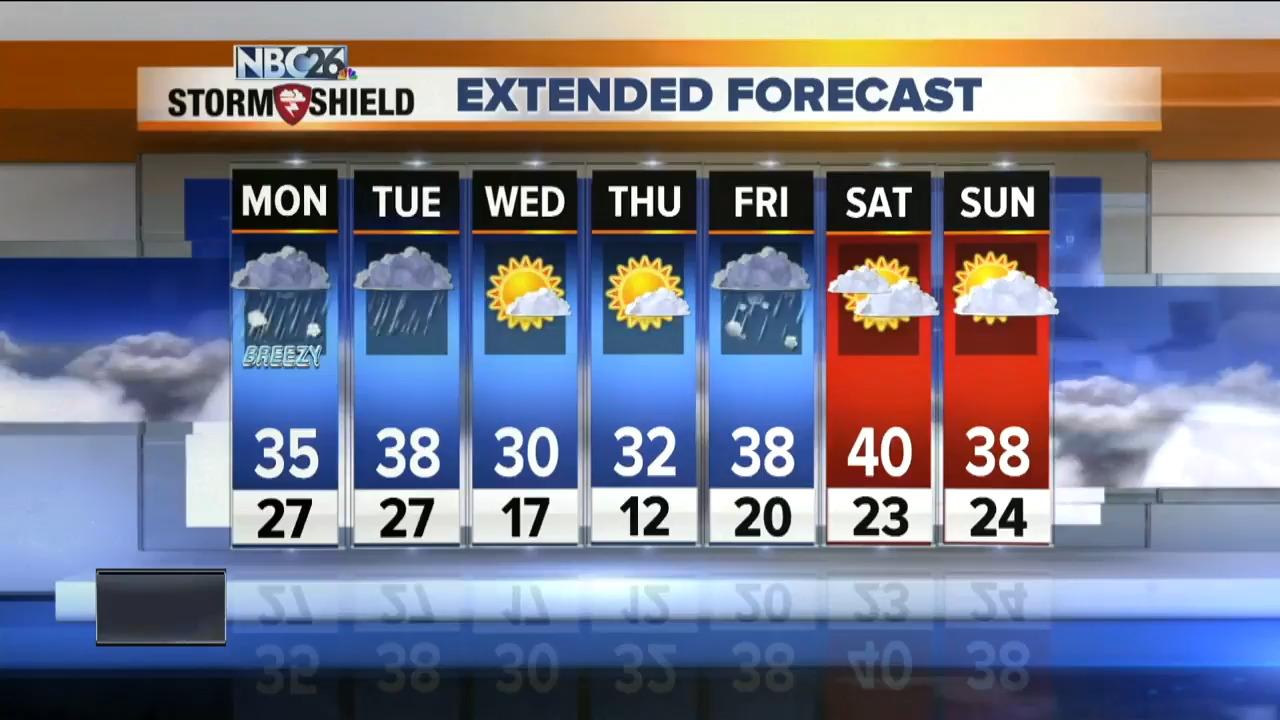 NBC26
STORM SHIELD
EXTENDED FORECAST
MON TUE WED THU FRI SAT SUN
BREEZY
35 38 30 32 38 40 38
27 27 17 12 20 23 24